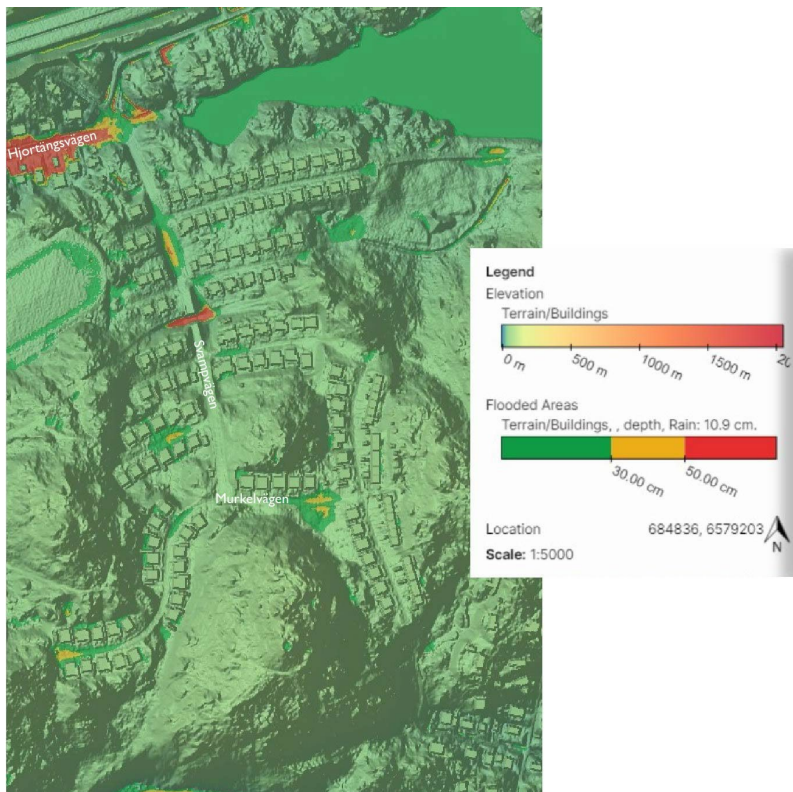 Hjortängsvägen
Svampvägen
Murkelvägen
Legend
Elevation
Terrain/Buildings
0 m
500 m
1000 m
1500 m
Flooded Areas
Terrain/Buildings, , depth, Rain: 10.9 cm.
30.00 cm
50.00 cm
Location 684836, 6579203
N
Scale: 1:5000